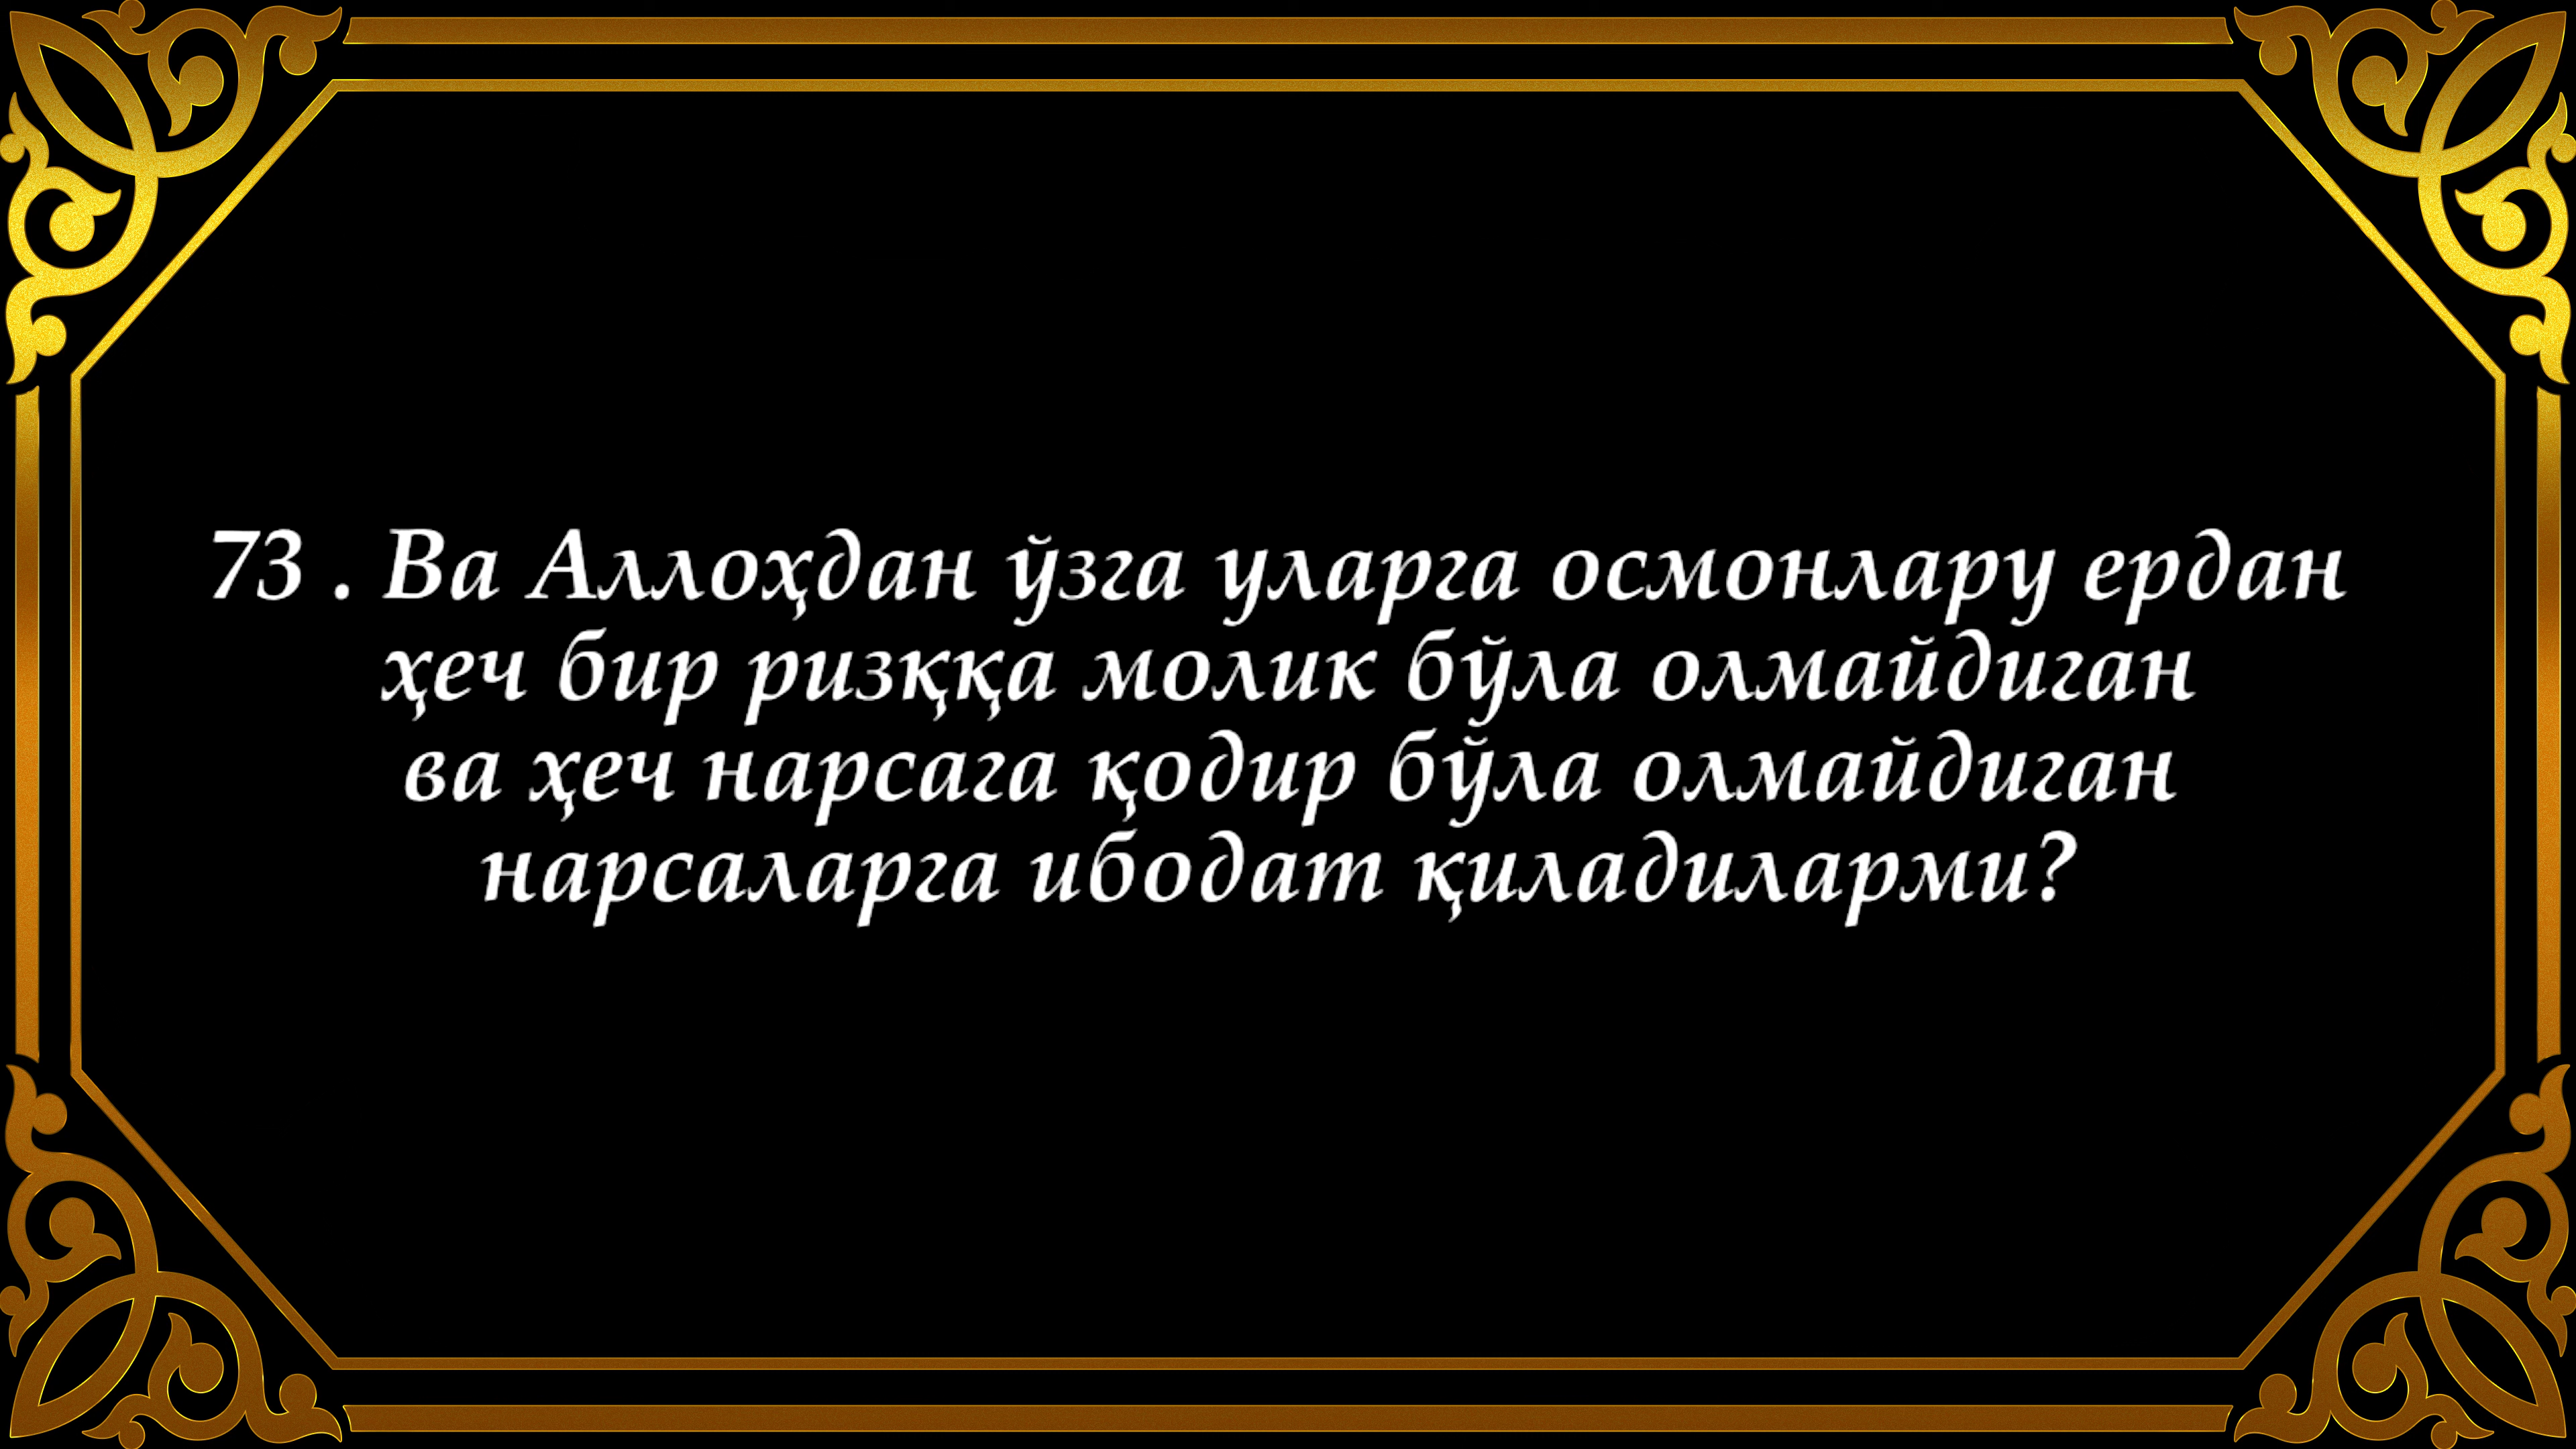 73 . Ва Аллоҳдан ўзга уларга осмонлару ердан
ҳеч бир ризққа молик бўла олмайдиган
ва ҳеч нарсага қодир бўла олмайдиган
нарсаларга ибодат қиладиларми?